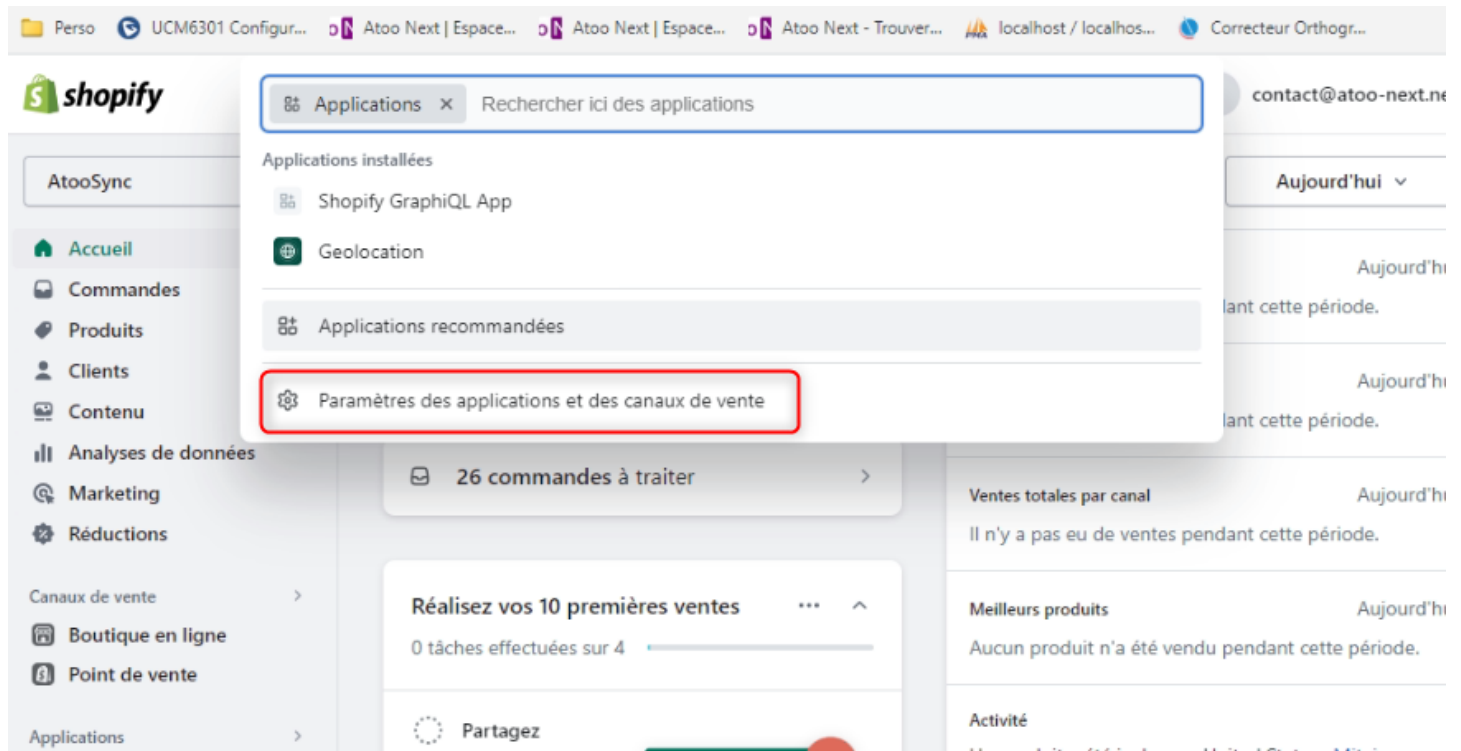 Perso UCM6301 Configur... Atoo Next | Espace... Atoo Next | Espace... Atoo Next - Trouver... localhost / localhos... Correcteur Orthogr...
shopify
Applications × Rechercher ici des applications
contact@atoo-next.ne
Applications installées
AtooSync
Aujourd'hui
Shopify GraphiQL App
Accueil
Geolocation
Aujourd'hu
Commandes
Produits
Applications recommandées
ant cette période.
Clients
Aujourd'hu
Contenu
Paramètres des applications et des canaux de vente
ant cette période.
Analyses de données
26 commandes à traiter
Marketing
Ventes totales par canal Aujourd'hu
Réductions
Il n'y a pas eu de ventes pendant cette période.
Canaux de vente
Réalisez vos 10 premières ventes
Meilleurs produits Aujourd'hu
Boutique en ligne
0 tâches effectuées sur 4
Aucun produit n'a été vendu pendant cette période.
Point de vente
Activité
Partagez
Applications